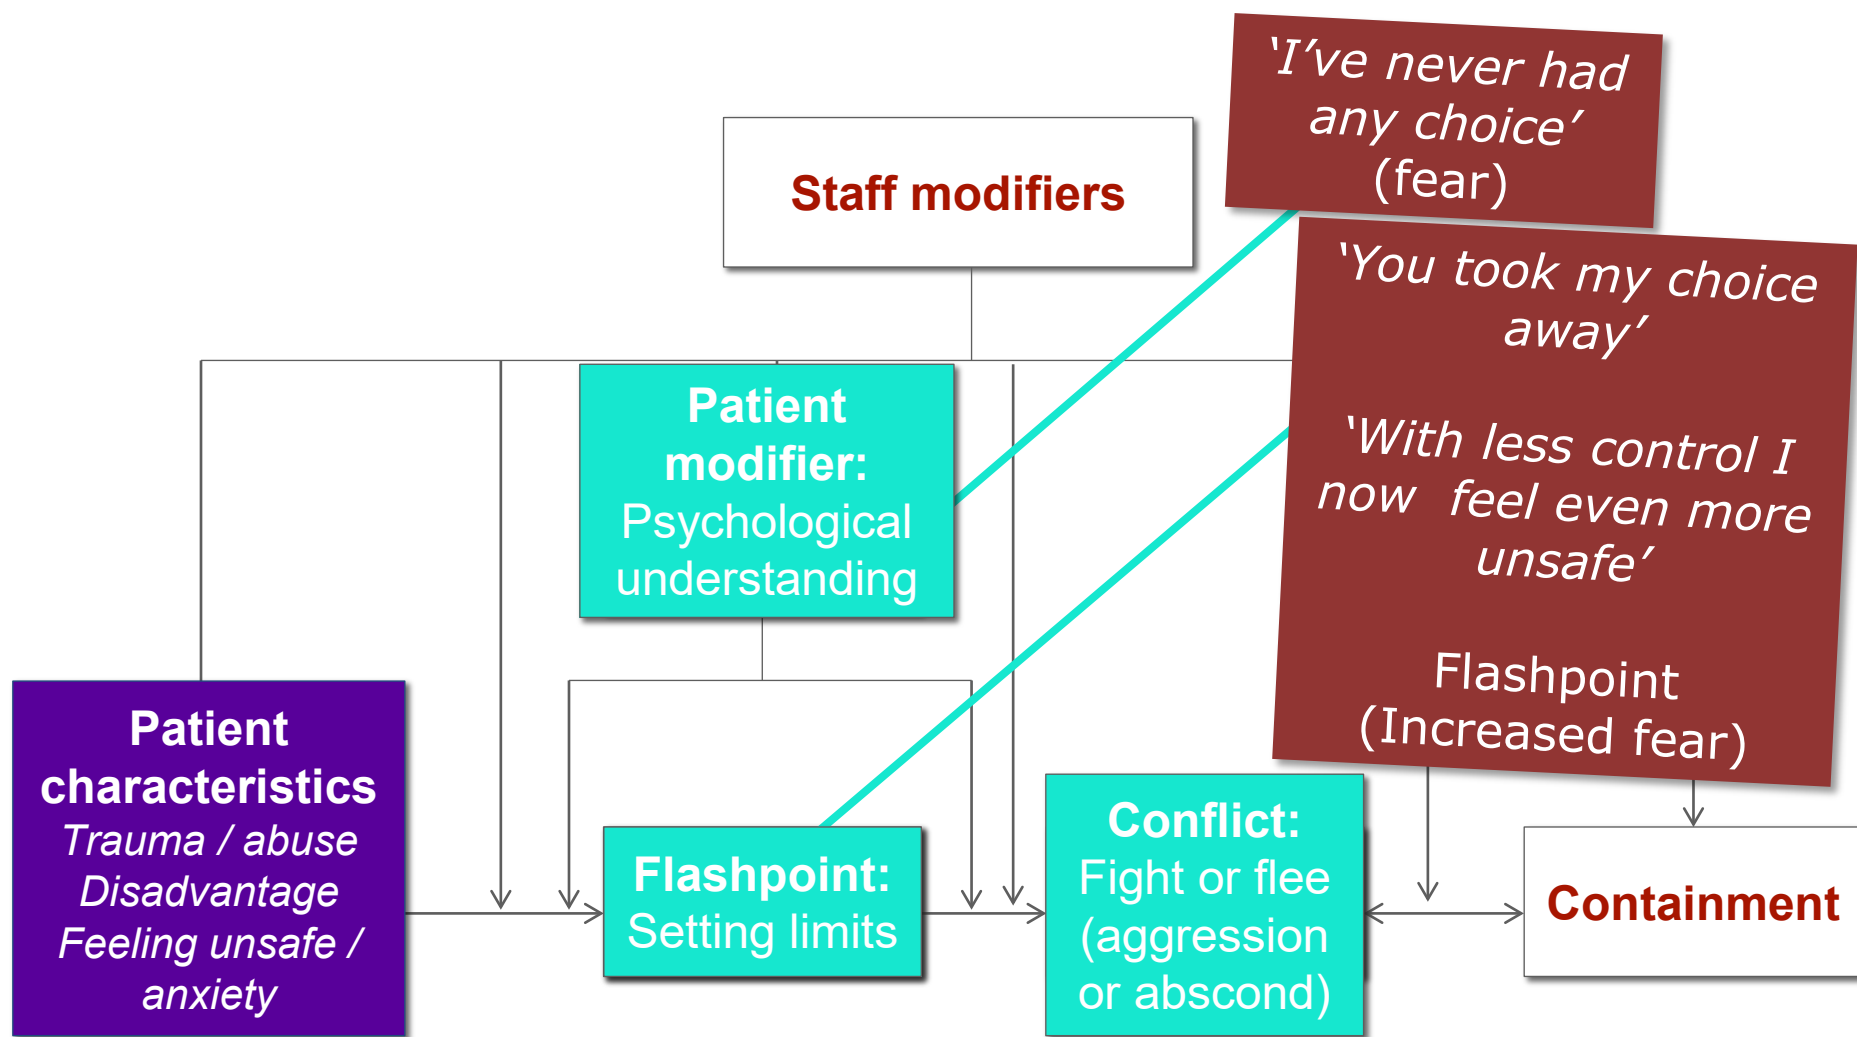 ‘I’ve never had
any choice’
(fear)
Staff modifiers
‘You took my choice
away’
‘With less control I
now  feel even more
unsafe’
Flashpoint
(Increased fear)
Patient
modifier:
Psychological
understanding
Patient
characteristics
Trauma / abuse
Disadvantage
Feeling unsafe /
anxiety
Flashpoint:
Setting limits
Conflict:
Fight or flee
(aggression
or abscond)
Containment